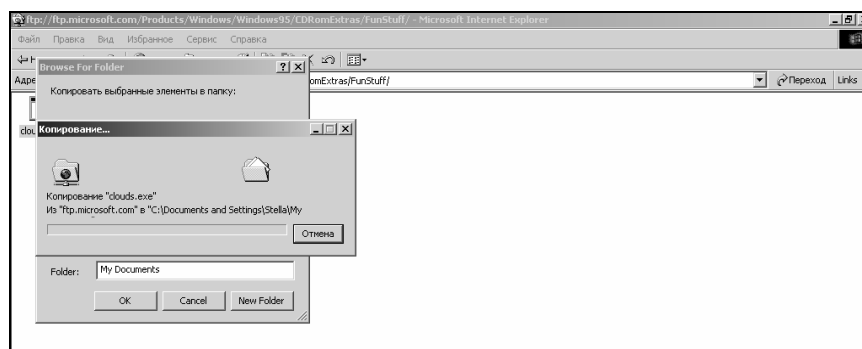 ftp://ftp.microsoft.com/Products/Windows/Windows95/CDRomExtras/FunStuff/ - Microsoft Internet Explorer
Файл Правка Вид Избранное Сервис Справка
Browse For Folder
Адре omExtras/FunStuff/ Переход Links
Копировать выбранные элементы в папку:
clou
Копирование...
Копирование "clouds.exe"
Из "ftp.microsoft.com" в "C:\Documents and Settings\Stella\My
Отмена
Folder: My Documents
OK Cancel New Folder